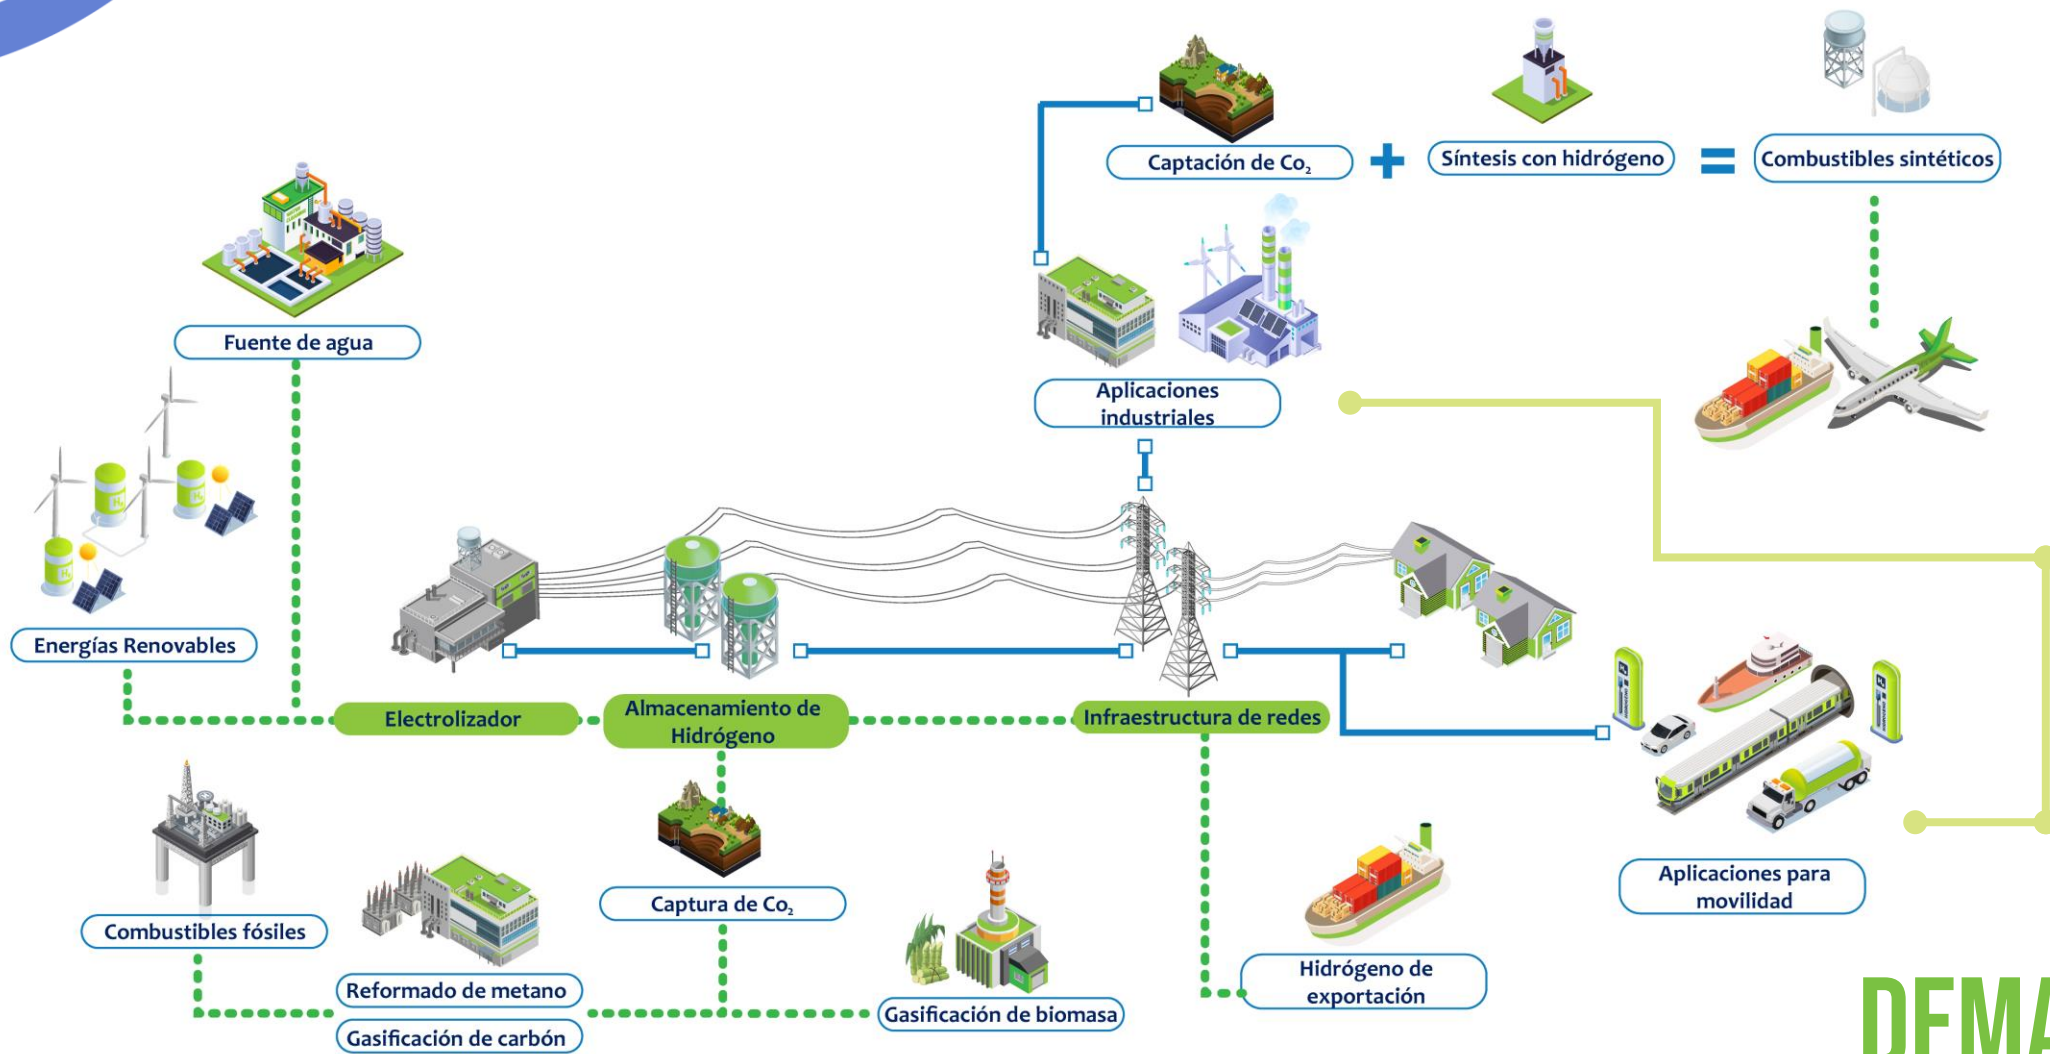 Captación de Co₂
Síntesis con hidrógeno
Combustibles sintéticos
Fuente de agua
Aplicaciones
industriales
Energías Renovables
Electrolizador
Almacenamiento de
Hidrógeno
Infraestructura de redes
Aplicaciones para
movilidad
Combustibles fósiles
Captura de Co₂
Reformado de metano
Gasificación de carbón
Gasificación de biomasa
Hidrógeno de
exportación